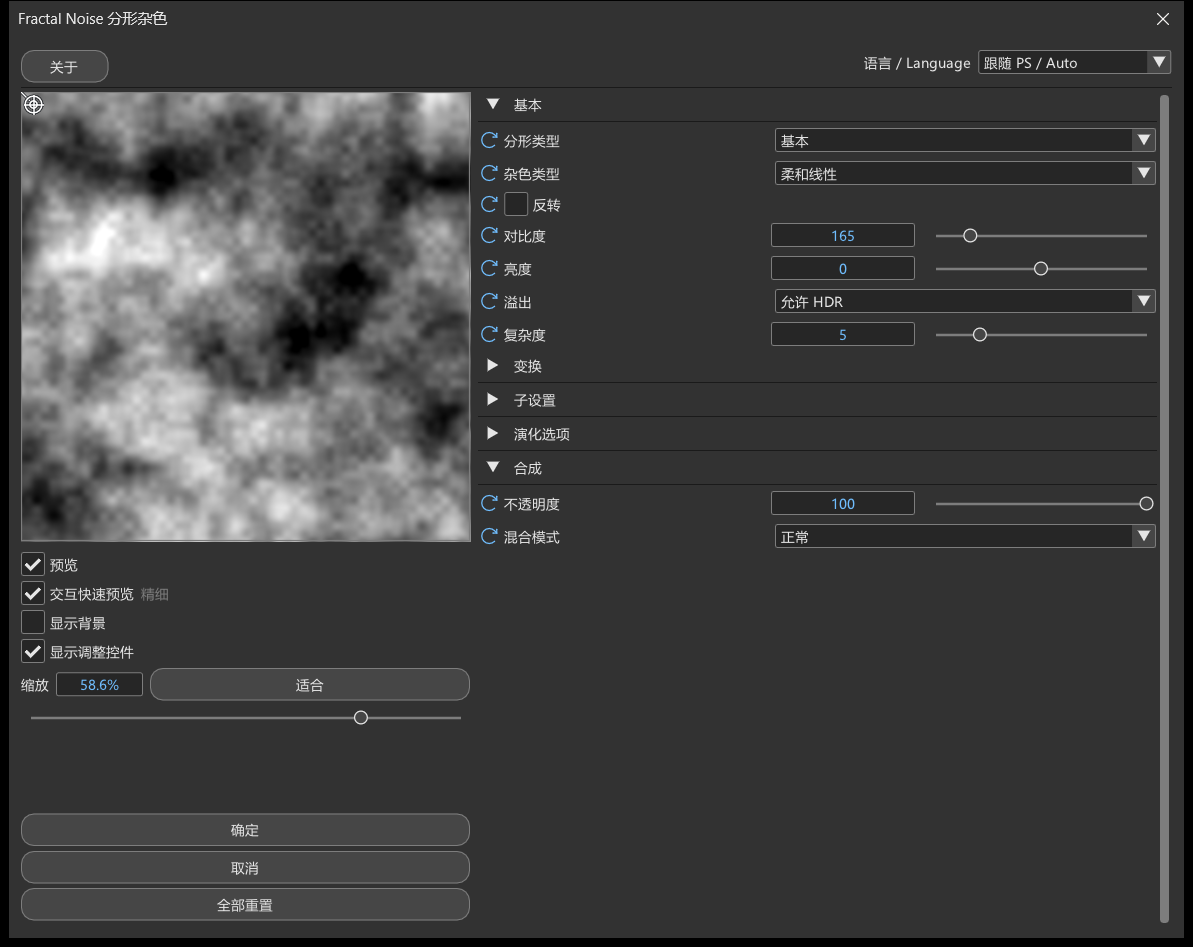 Fractal Noise 分形杂色
关于
语言 / Language 跟随 PS / Auto
基本
分形类型 基本
杂色类型 柔和线性
反转
对比度 165
亮度 0
溢出 允许 HDR
复杂度 5
变换
子设置
演化选项
合成
不透明度 100
混合模式 正常
预览
交互快速预览 精细
显示背景
显示调整控件
缩放 58.6% 适合
确定
取消
全部重置